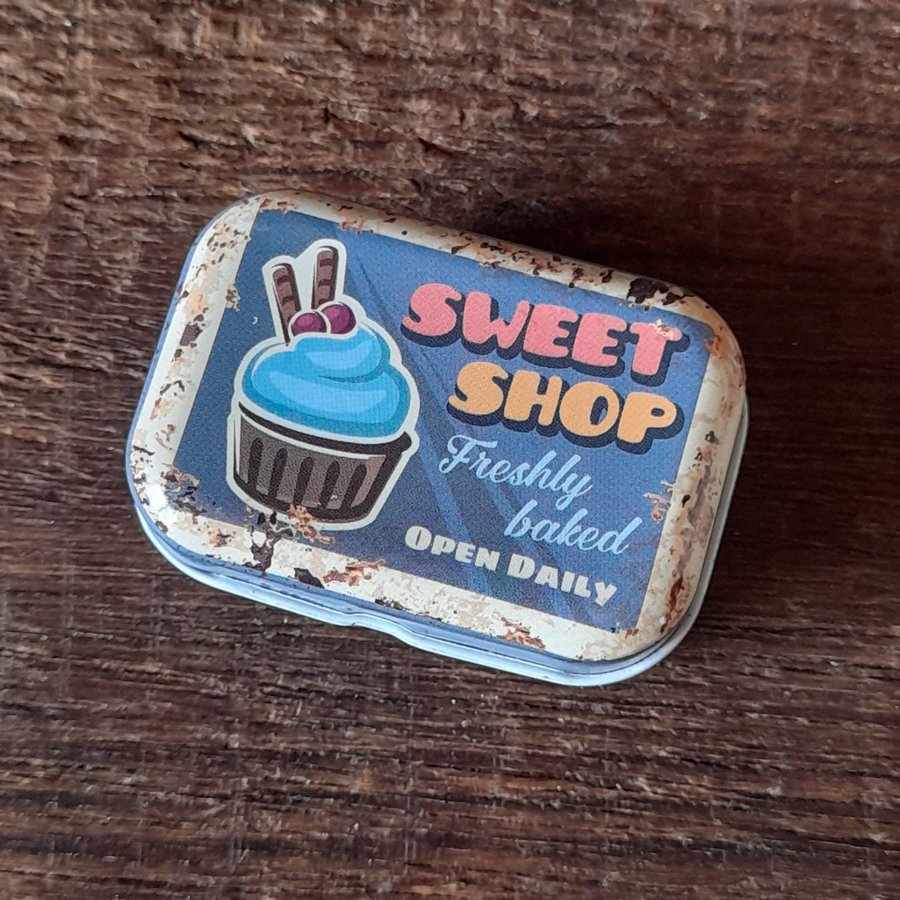 SWEET
SHOP
Freshly
baked
OPEN DAILY